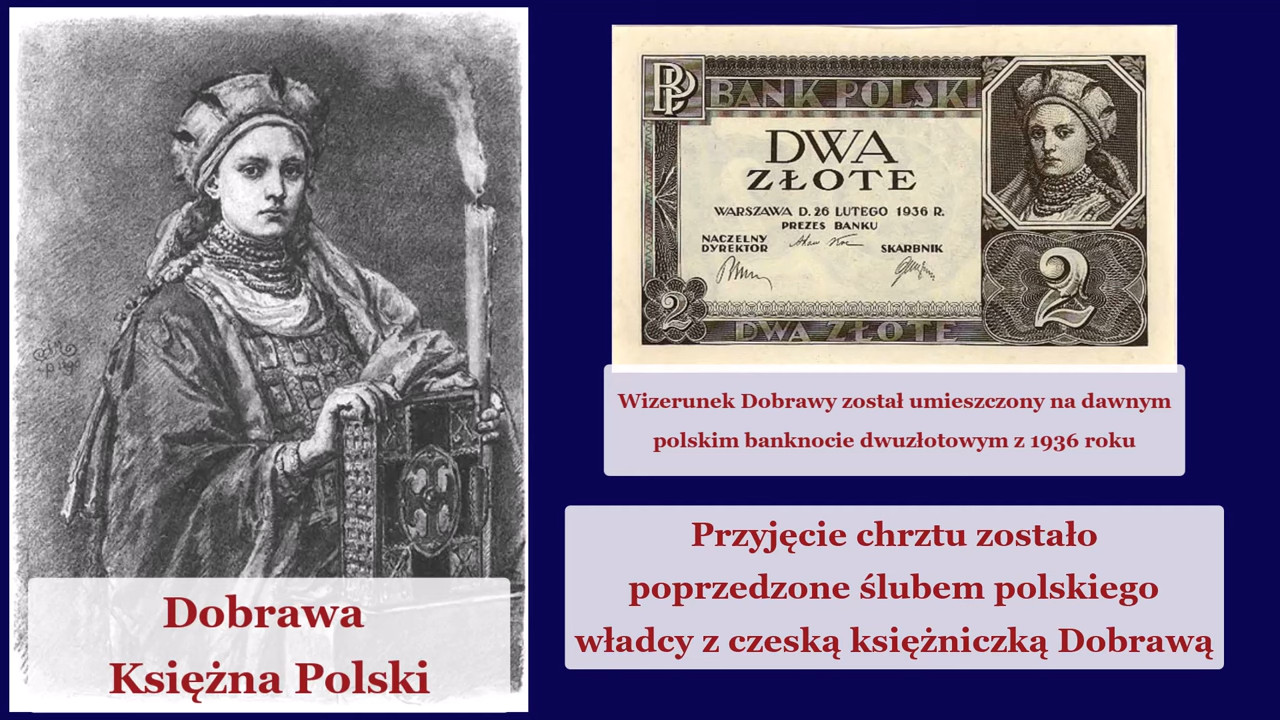 Dobrawa
Księżna Polski
BANK POLSKI
DWA
ZŁOTE
WARSZAWA D. 26 LUTEGO 1936 R.
PREZES BANKU
NACZELNY
DYREKTOR
SKARBNIK
2
2
DWA ZŁOTE
Wizerunek Dobrawy został umieszczony na dawnym
polskim banknocie dwuzłotowym z 1936 roku
Przyjęcie chrztu zostało
poprzedzone ślubem polskiego
władcy z czeską księżniczką Dobrawą